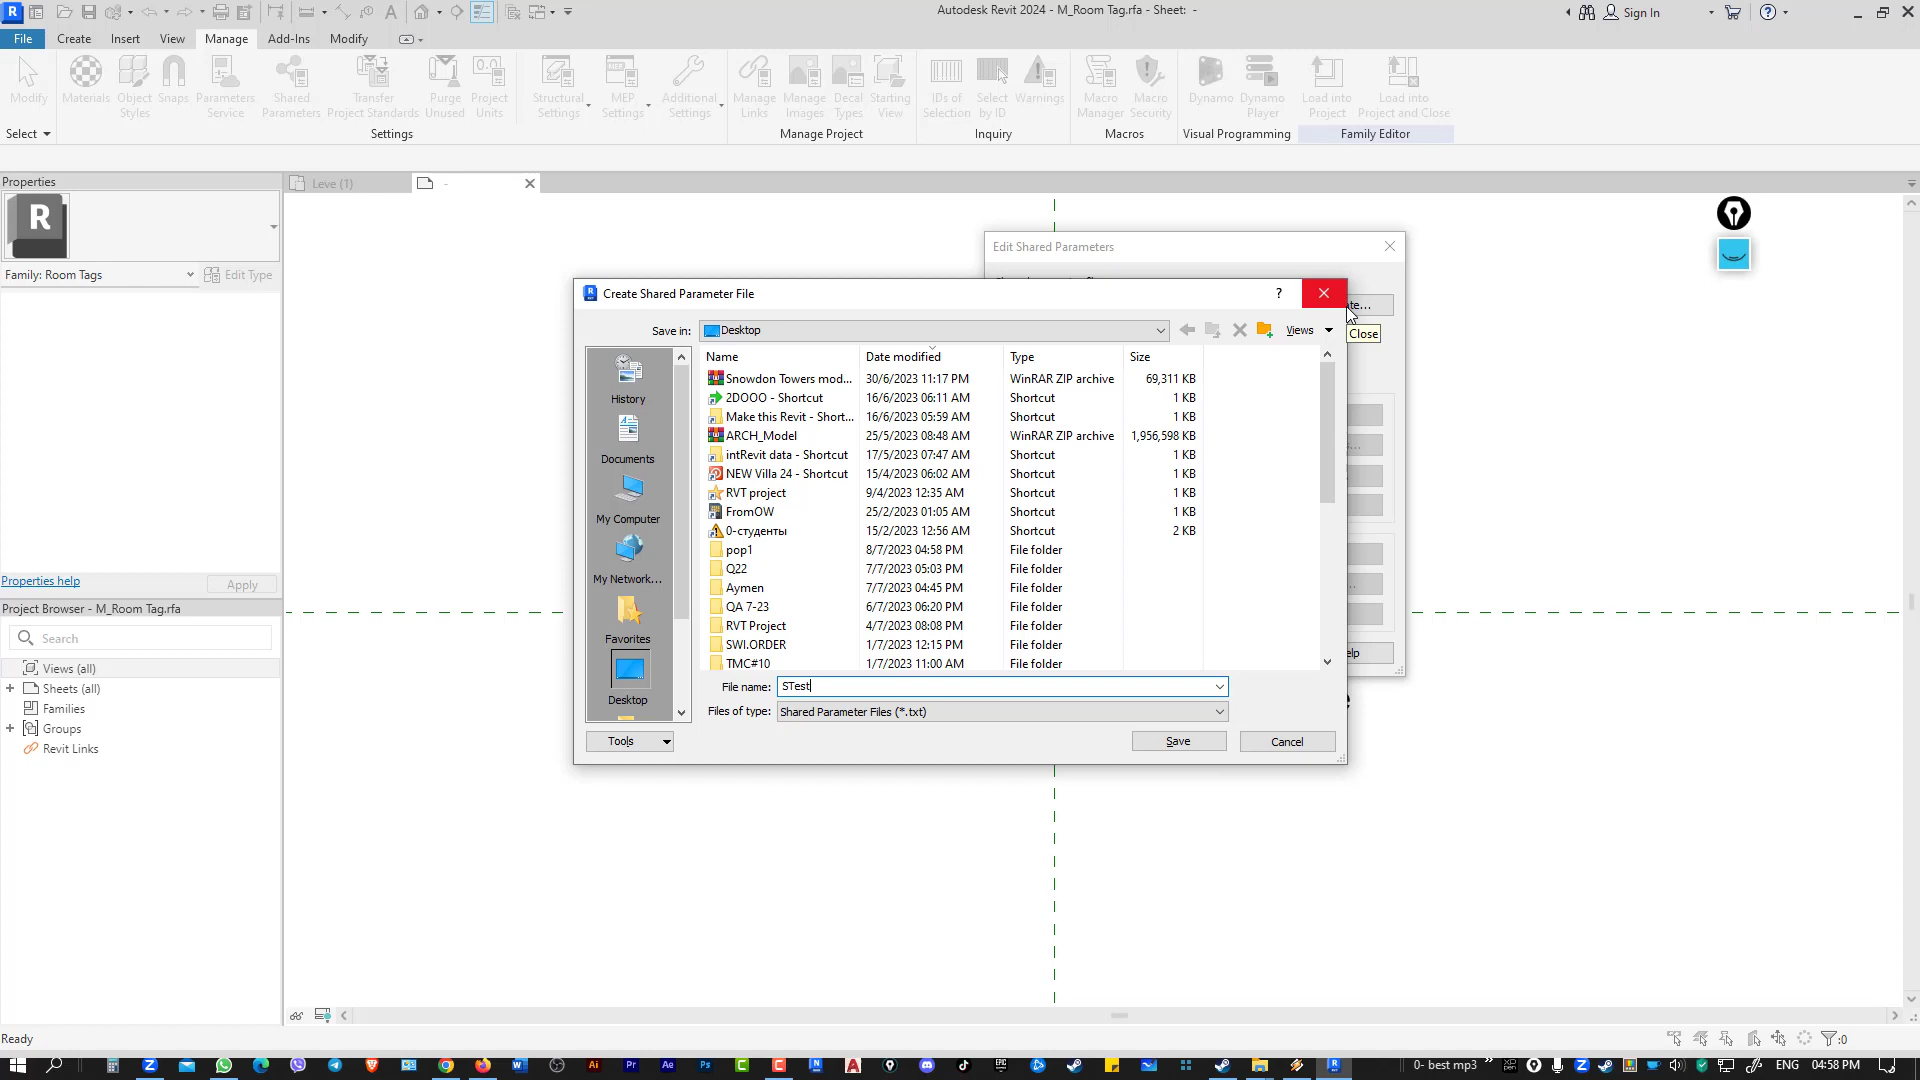 Autodesk Revit 2024 - M_Room Tag.rfa - Sheet: -
Sign In
File Create Insert View Manage Add-Ins Modify
Modify
Materials
Object Styles
Snaps
Parameters Service
Shared Parameters
Transfer Project Standards
Purge Unused
Project Units
Structural Settings
MEP Settings
Additional Settings
Manage Links
Manage Images
Decal Types
Starting View
IDs of Selection
Select by ID
Warnings
Macro Manager
Macro Security
Dynamo
Dynamo Player
Load into Project
Load into Project and Close
Select
Settings
Manage Project
Inquiry
Macros
Visual Programming
Family Editor
Properties
Leve (1)
-
R
Family: Room Tags
Edit Type
Properties help
Apply
Project Browser - M_Room Tag.rfa
Search
Views (all)
Sheets (all)
Families
Groups
Revit Links
Edit Shared Parameters
Create Shared Parameter File
?
Close
Save in: Desktop
Views
History
Documents
My Computer
My Network...
Favorites
Desktop
Name Date modified Type Size
Snowdon Towers mod... 30/6/2023 11:17 PM WinRAR ZIP archive 69,311 KB
2DOOO - Shortcut 16/6/2023 06:11 AM Shortcut 1 KB
Make this Revit - Short... 16/6/2023 05:59 AM Shortcut 1 KB
ARCH_Model 25/5/2023 08:48 AM WinRAR ZIP archive 1,956,598 KB
intRevit data - Shortcut 17/5/2023 07:47 AM Shortcut 1 KB
NEW Villa 24 - Shortcut 15/4/2023 06:02 AM Shortcut 1 KB
RVT project 9/4/2023 12:35 AM Shortcut 1 KB
FromOW 25/2/2023 01:05 AM Shortcut 1 KB
0-студенты 15/2/2023 12:56 AM Shortcut 2 KB
pop1 8/7/2023 04:58 PM File folder
Q22 7/7/2023 05:03 PM File folder
Aymen 7/7/2023 04:45 PM File folder
QA 7-23 6/7/2023 06:20 PM File folder
RVT Project 4/7/2023 08:08 PM File folder
SWI.ORDER 1/7/2023 12:15 PM File folder
TMC#10 1/7/2023 11:00 AM File folder
File name: STest
Files of type: Shared Parameter Files (*.txt)
Tools
Save
Cancel
Ready
:0
0- best mp3
ENG
04:58 PM